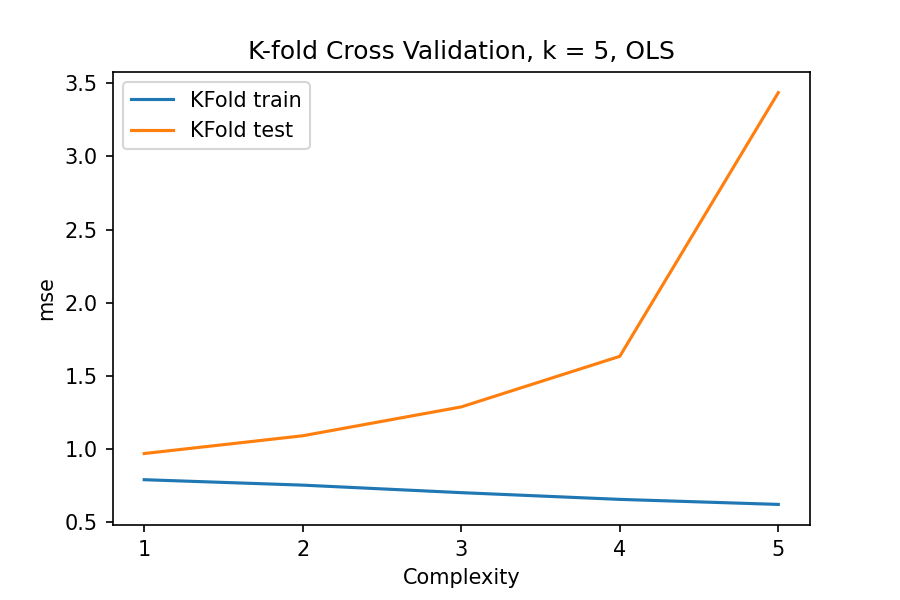 K-fold Cross Validation, k = 5, OLS
KFold train
KFold test
3.5
3.0
2.5
2.0
1.5
1.0
0.5
mse
1 2 3 4 5
Complexity